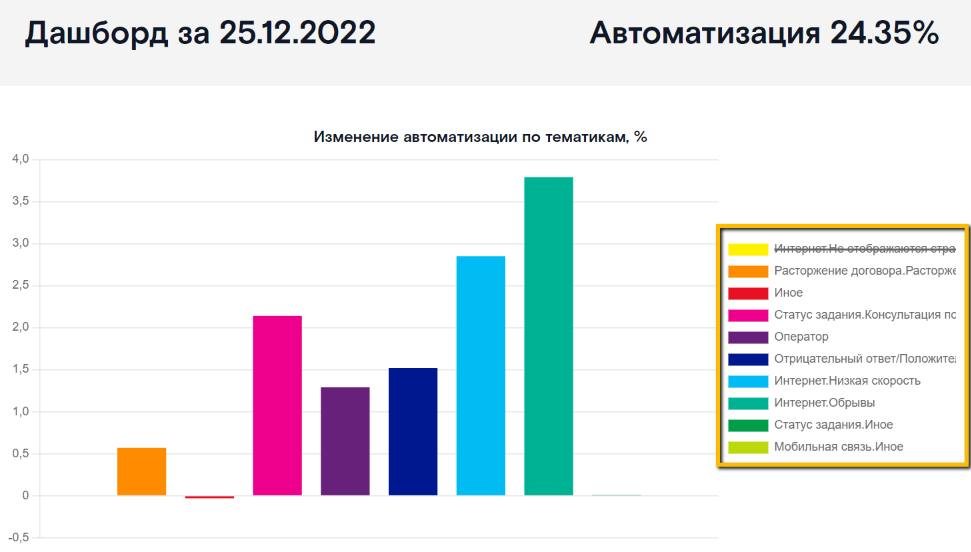 Дашборд за 25.12.2022
Автоматизация 24.35%
Изменение автоматизации по тематикам, %
4,0
3,5
3,0
2,5
2,0
1,5
1,0
0,5
0
-0,5
Интернет.Не отображаются стра
Расторжение договора.Расторже
Иное
Статус задания.Консультация по
Оператор
Отрицательный ответ/Положител
Интернет.Низкая скорость
Интернет.Обрывы
Статус задания.Иное
Мобильная связь.Иное